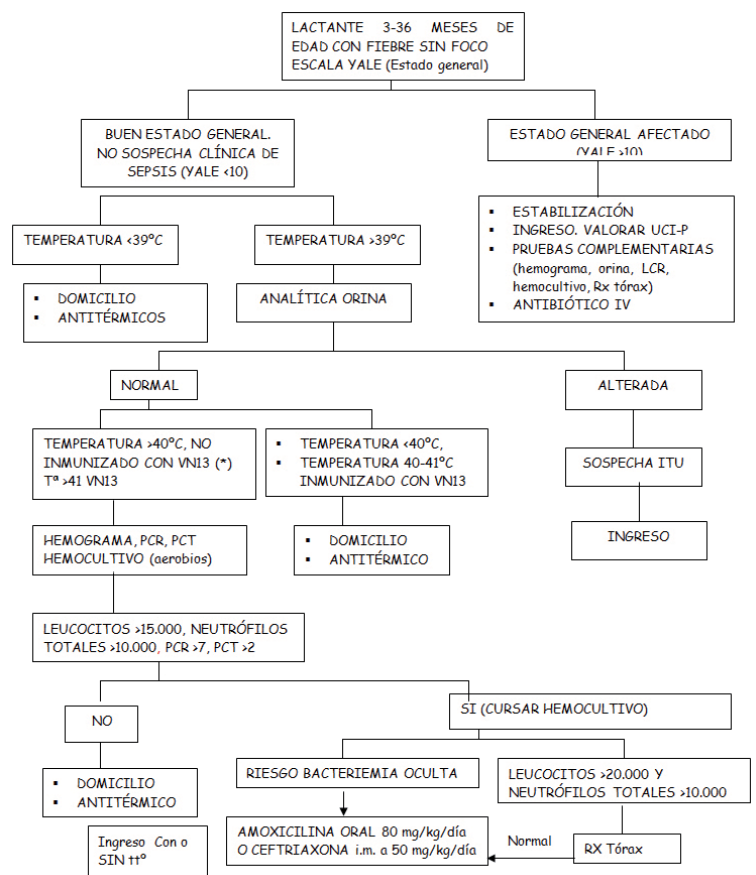 LACTANTE 3-36 MESES DE
EDAD CON FIEBRE SIN FOCO
ESCALA YALE (Estado general)
BUEN ESTADO GENERAL.
NO SOSPECHA CLÍNICA DE
SEPSIS (YALE <10)
ESTADO GENERAL AFECTADO
(YALE >10)
TEMPERATURA <39ºC
TEMPERATURA >39ºC
▪ ESTABILIZACIÓN
▪ INGRESO. VALORAR UCI-P
▪ PRUEBAS COMPLEMENTARIAS
(hemograma, orina, LCR,
hemocultivo, Rx tórax)
▪ ANTIBIÓTICO IV
▪ DOMICILIO
▪ ANTITÉRMICOS
ANALÍTICA ORINA
NORMAL
ALTERADA
TEMPERATURA >40ºC, NO
INMUNIZADO CON VN13 (*)
Tª >41 VN13
▪ TEMPERATURA <40ºC,
▪ TEMPERATURA 40-41ºC
INMUNIZADO CON VN13
SOSPECHA ITU
HEMOGRAMA, PCR, PCT
HEMOCULTIVO (aerobios)
▪ DOMICILIO
▪ ANTITÉRMICO
INGRESO
LEUCOCITOS >15.000, NEUTRÓFILOS
TOTALES >10.000, PCR >7, PCT >2
NO
SI (CURSAR HEMOCULTIVO)
▪ DOMICILIO
▪ ANTITÉRMICO
RIESGO BACTERIEMIA OCULTA
LEUCOCITOS >20.000 Y
NEUTRÓFILOS TOTALES >10.000
Ingreso Con o
SIN ttº
AMOXICILINA ORAL 80 mg/kg/día
O CEFTRIAXONA i.m. a 50 mg/kg/día
Normal
RX Tórax